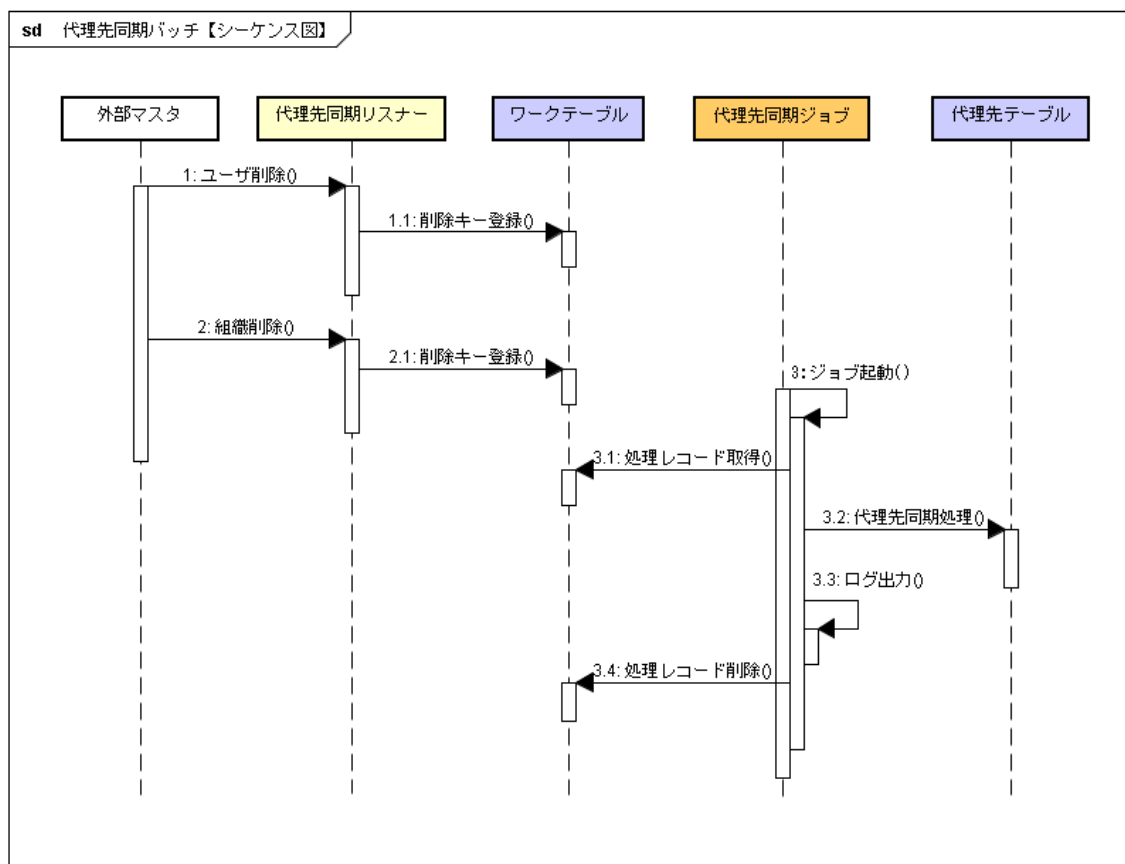 sd 代理先同期バッチ【シーケンス図】
外部マスタ
代理先同期リスナー
ワークテーブル
代理先同期ジョブ
代理先テーブル
1: ユーザ削除()
1.1: 削除キー登録()
2: 組織削除()
2.1: 削除キー登録()
3: ジョブ起動()
3.1: 処理レコード取得()
3.2: 代理先同期処理()
3.3: ログ出力()
3.4: 処理レコード削除()